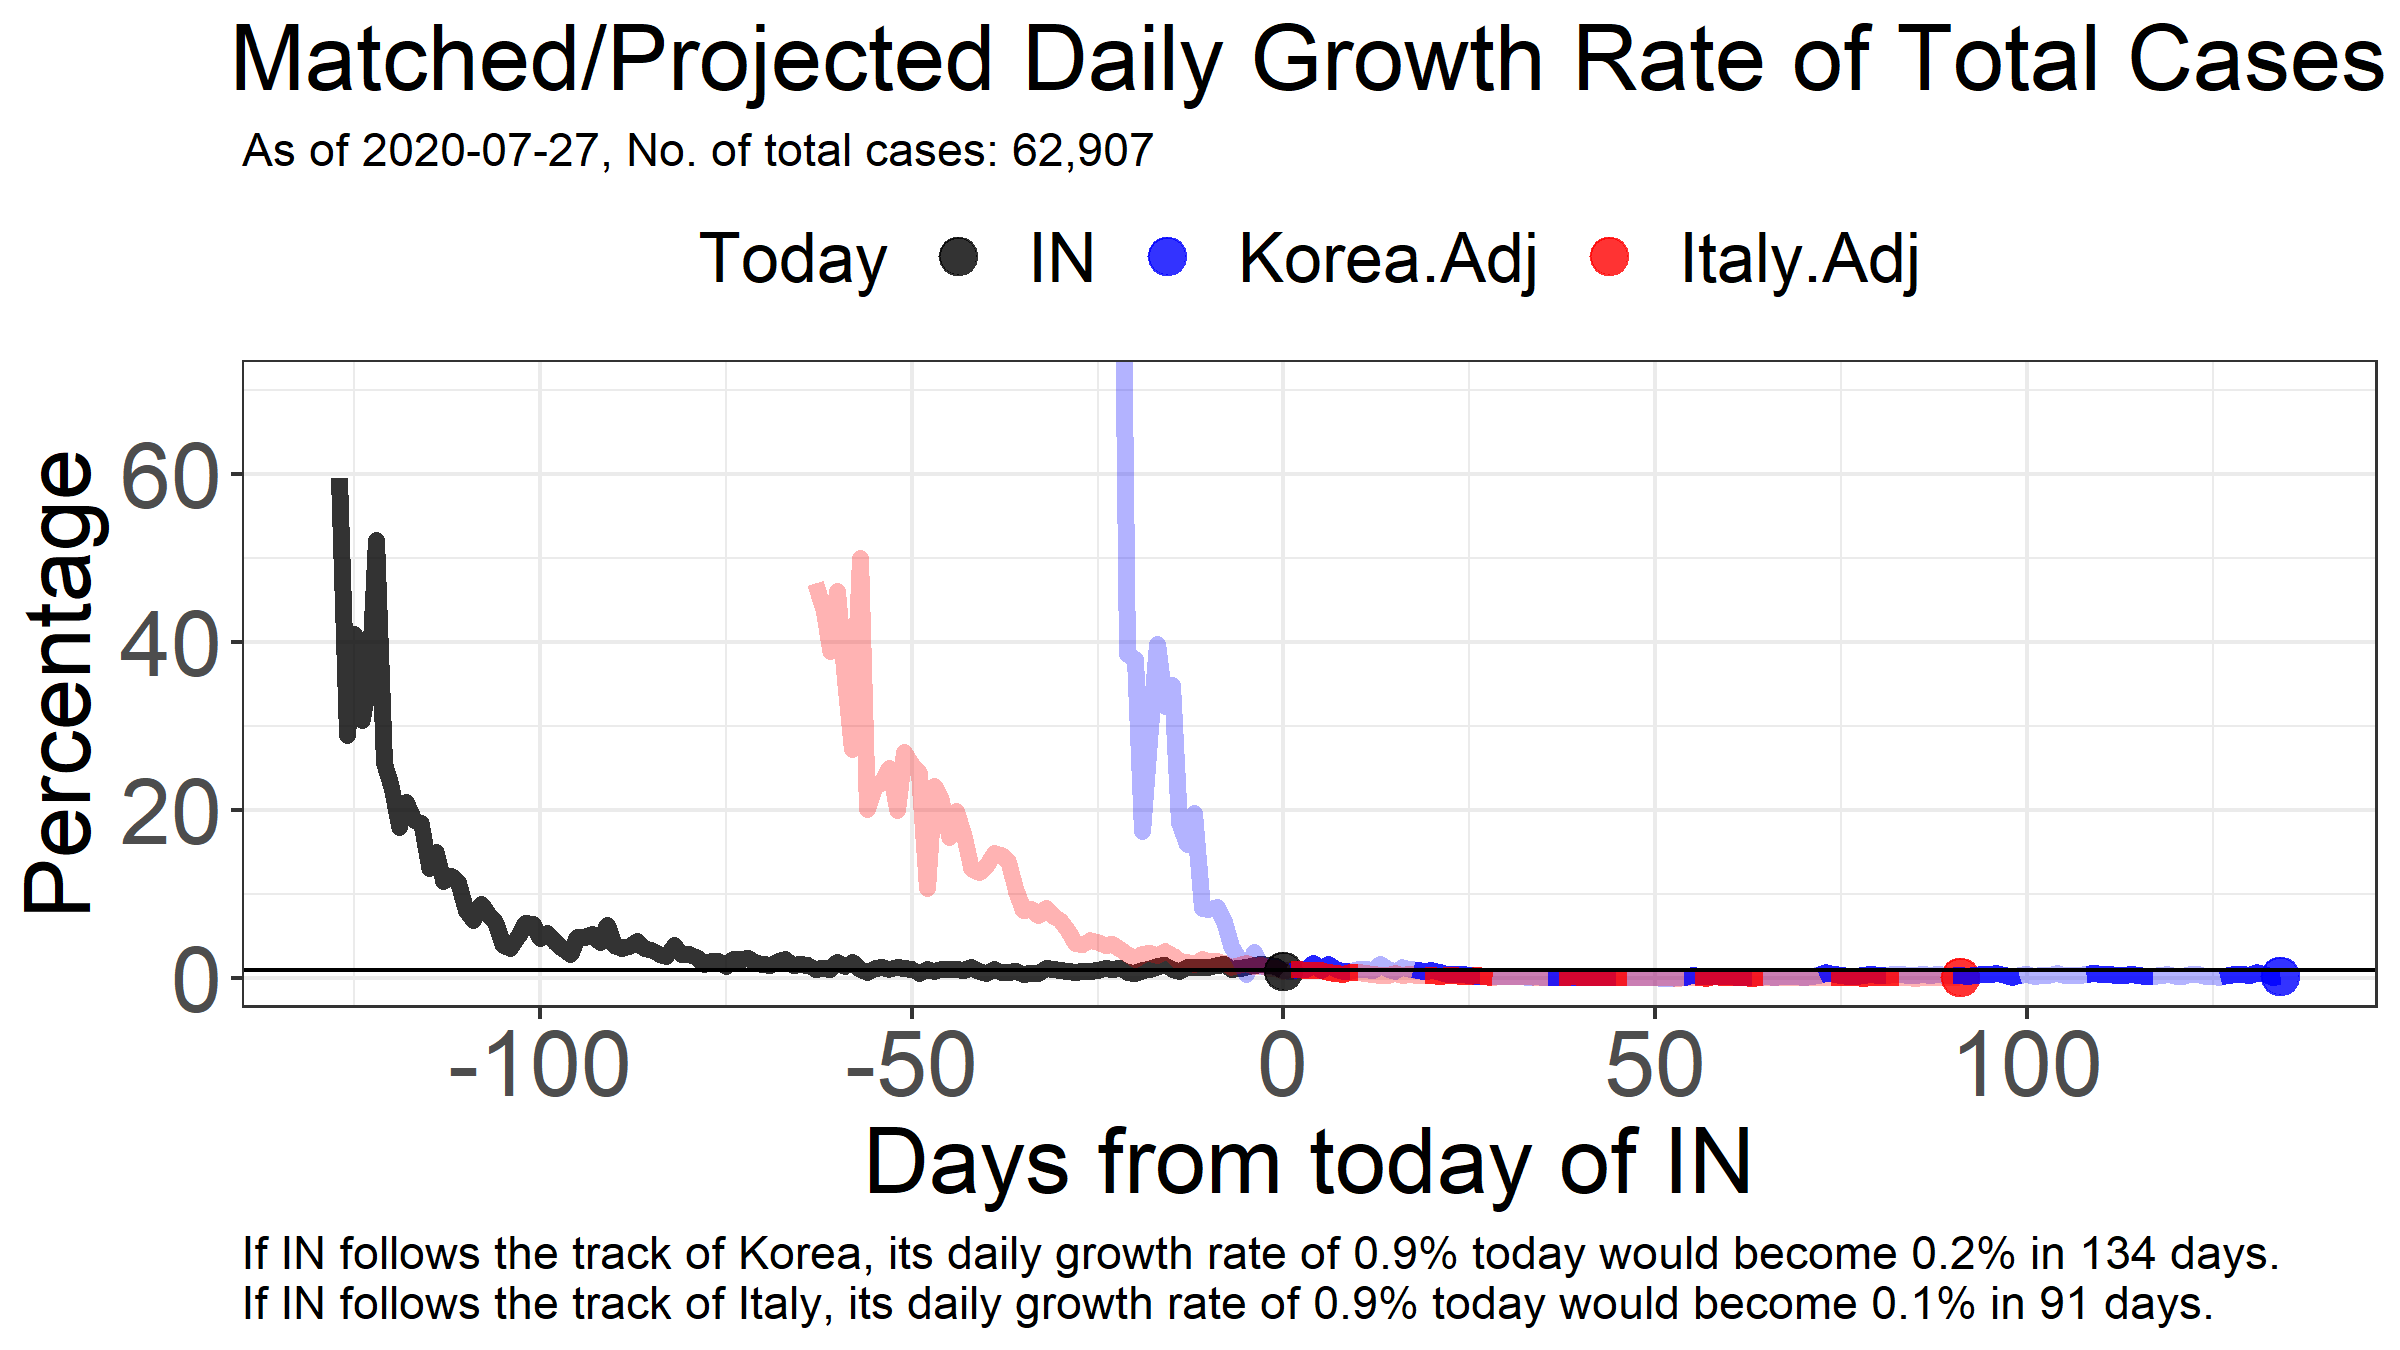 Matched/Projected Daily Growth Rate of Total Cases
As of 2020-07-27, No. of total cases: 62,907
Today IN Korea.Adj Italy.Adj
Percentage
60
40
20
0
-100 -50 0 50 100
Days from today of IN
If IN follows the track of Korea, its daily growth rate of 0.9% today would become 0.2% in 134 days.
If IN follows the track of Italy, its daily growth rate of 0.9% today would become 0.1% in 91 days.